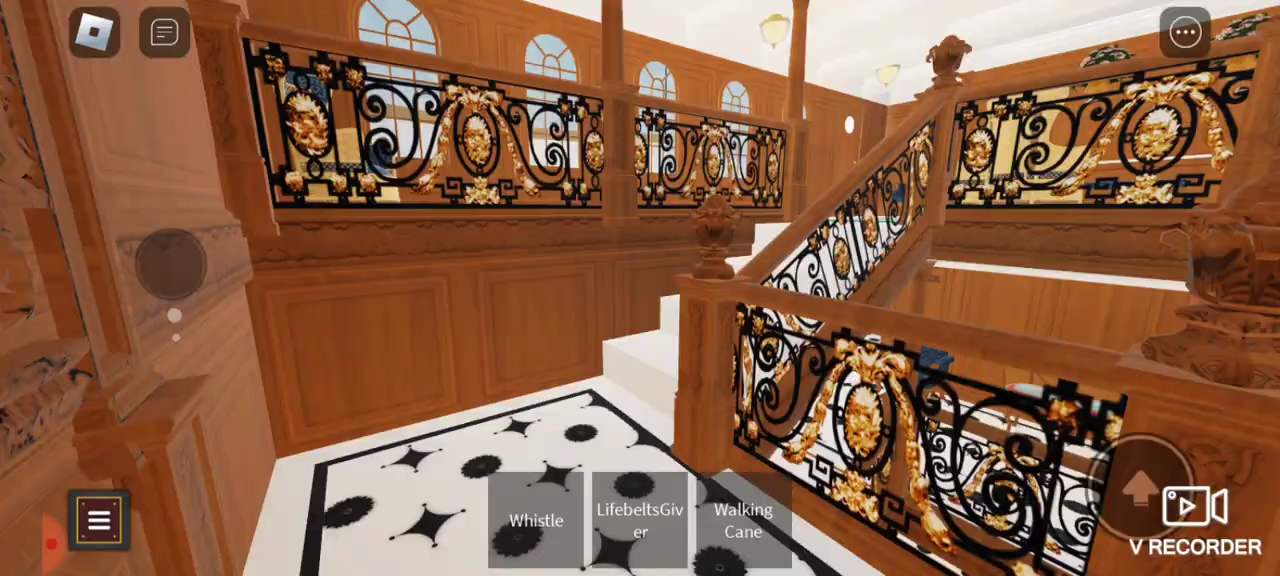 Whistle
LifebeltsGiv
er
Walking
Cane
V RECORDER